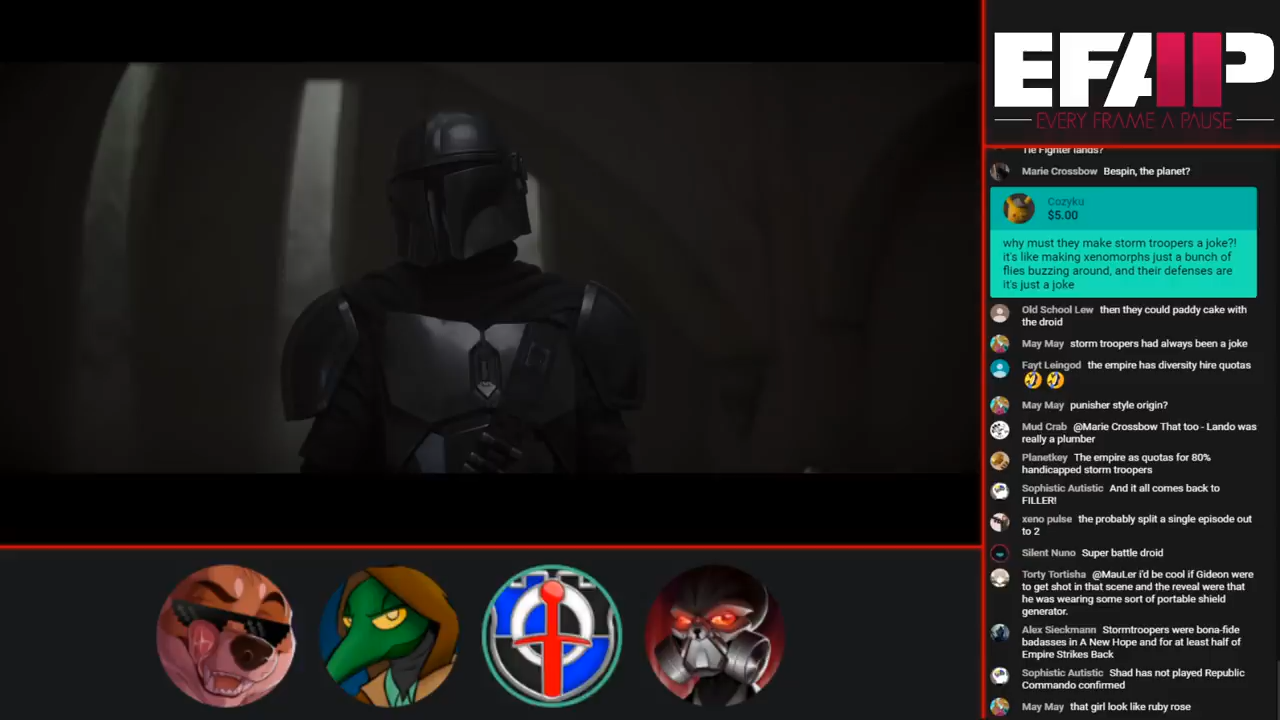 EFAP
EVERY FRAME A PAUSE
Tie Fighter lands?
Marie Crossbow Bespin, the planet?
Cozyku
$5.00
why must they make storm troopers a joke?!
it's like making xenomorphs just a bunch of
flies buzzing around, and their defenses are
it's just a joke
Old School Lew then they could paddy cake with
the droid
May May storm troopers had always been a joke
Fayt Leingod the empire has diversity hire quotas
🤣 🤣
May May punisher style origin?
Mud Crab @Marie Crossbow That too - Lando was
really a plumber
Planetkey The empire as quotas for 80%
handicapped storm troopers
Sophistic Autistic And it all comes back to
FILLER!
xeno pulse the probably split a single episode out
to 2
Silent Nuno Super battle droid
Torty Tortisha @MauLer i'd be cool if Gideon were
to get shot in that scene and the reveal were that
he was wearing some sort of portable shield
generator.
Alex Sieckmann Stormtroopers were bona-fide
badasses in A New Hope and for at least half of
Empire Strikes Back
Sophistic Autistic Shad has not played Republic
Commando confirmed
May May that girl look like ruby rose